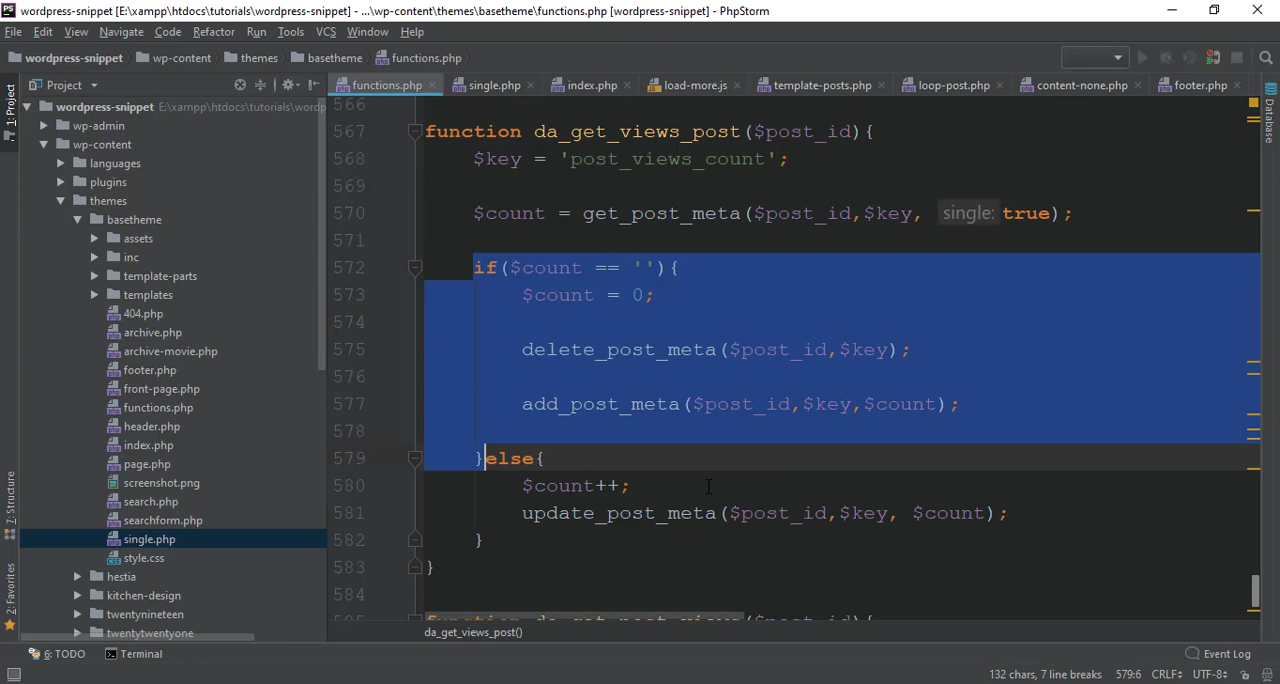 wordpress-snippet [E:\xampp\htdocs\tutorials\wordpress-snippet] - ...\wp-content\themes\basetheme\functions.php [wordpress-snippet] - PhpStorm
File Edit View Navigate Code Refactor Run Tools VCS Window Help
wordpress-snippet wp-content themes basetheme functions.php
Project
functions.php single.php index.php load-more.js template-posts.php loop-post.php content-none.php footer.php
1: Project
7: Structure
2: Favorites
Database
wordpress-snippet E:\xampp\htdocs\tutorials\wordp
wp-admin
wp-content
languages
plugins
themes
basetheme
assets
inc
template-parts
templates
404.php
archive.php
archive-movie.php
footer.php
front-page.php
functions.php
header.php
index.php
page.php
screenshot.png
search.php
searchform.php
single.php
style.css
hestia
kitchen-design
twentynineteen
twentytwentyone
566
567 function da_get_views_post($post_id){
568 $key = 'post_views_count';
569
570 $count = get_post_meta($post_id,$key, single: true);
571
572 if($count == ''){
573 $count = 0;
574
575 delete_post_meta($post_id,$key);
576
577 add_post_meta($post_id,$key,$count);
578
579 }else{
580 $count++;
581 update_post_meta($post_id,$key, $count);
582 }
583 }
584
585 function da_get_post_views($post_id){
da_get_views_post()
6: TODO Terminal Event Log
132 chars, 7 line breaks 579:6 CRLF UTF-8